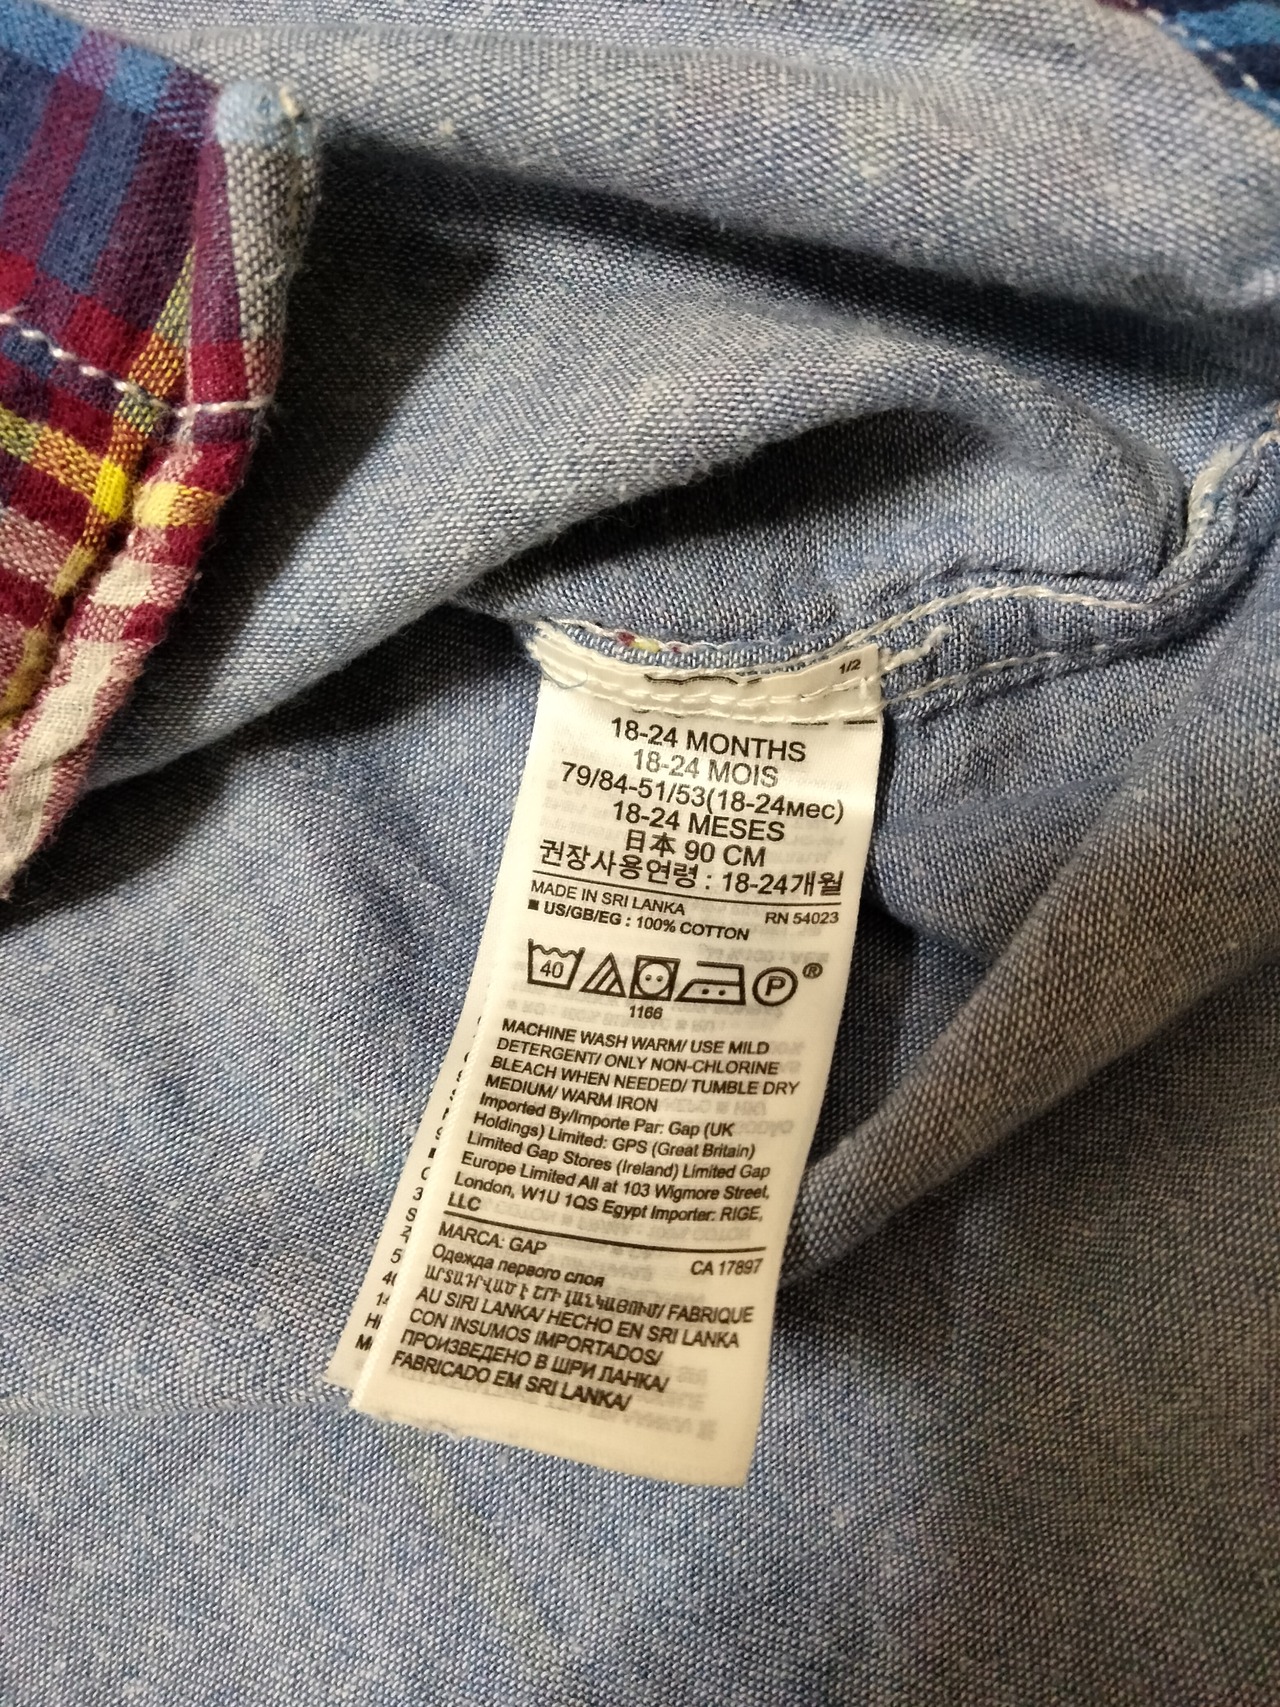 1/2
18-24 MONTHS
18-24 MOIS
79/84-51/53(18-24мес)
18-24 MESES
日本 90 CM
권장사용연령 : 18-24개월
MADE IN SRI LANKA RN 54023
■ US/GB/EG : 100% COTTON
40 P ®
1166
MACHINE WASH WARM/ USE MILD
DETERGENT/ ONLY NON-CHLORINE
BLEACH WHEN NEEDED/ TUMBLE DRY
MEDIUM/ WARM IRON
Imported By/Importe Par: Gap (UK
Holdings) Limited: GPS (Great Britain)
Limited Gap Stores (Ireland) Limited Gap
Europe Limited All at 103 Wigmore Street,
London, W1U 1QS Egypt Importer: RIGE,
LLC
MARCA: GAP CA 17897
Одежда первого слоя
ԱՐՏԱԴՐՎԱԾ Է ՇՐԻ ԼԱՆԿԱՅՈՒՄ/ FABRIQUE
AU SIRI LANKA/ HECHO EN SRI LANKA
CON INSUMOS IMPORTADOS/
ПРОИЗВЕДЕНО В ШРИ ЛАНКА/
FABRICADO EM SRI LANKA/